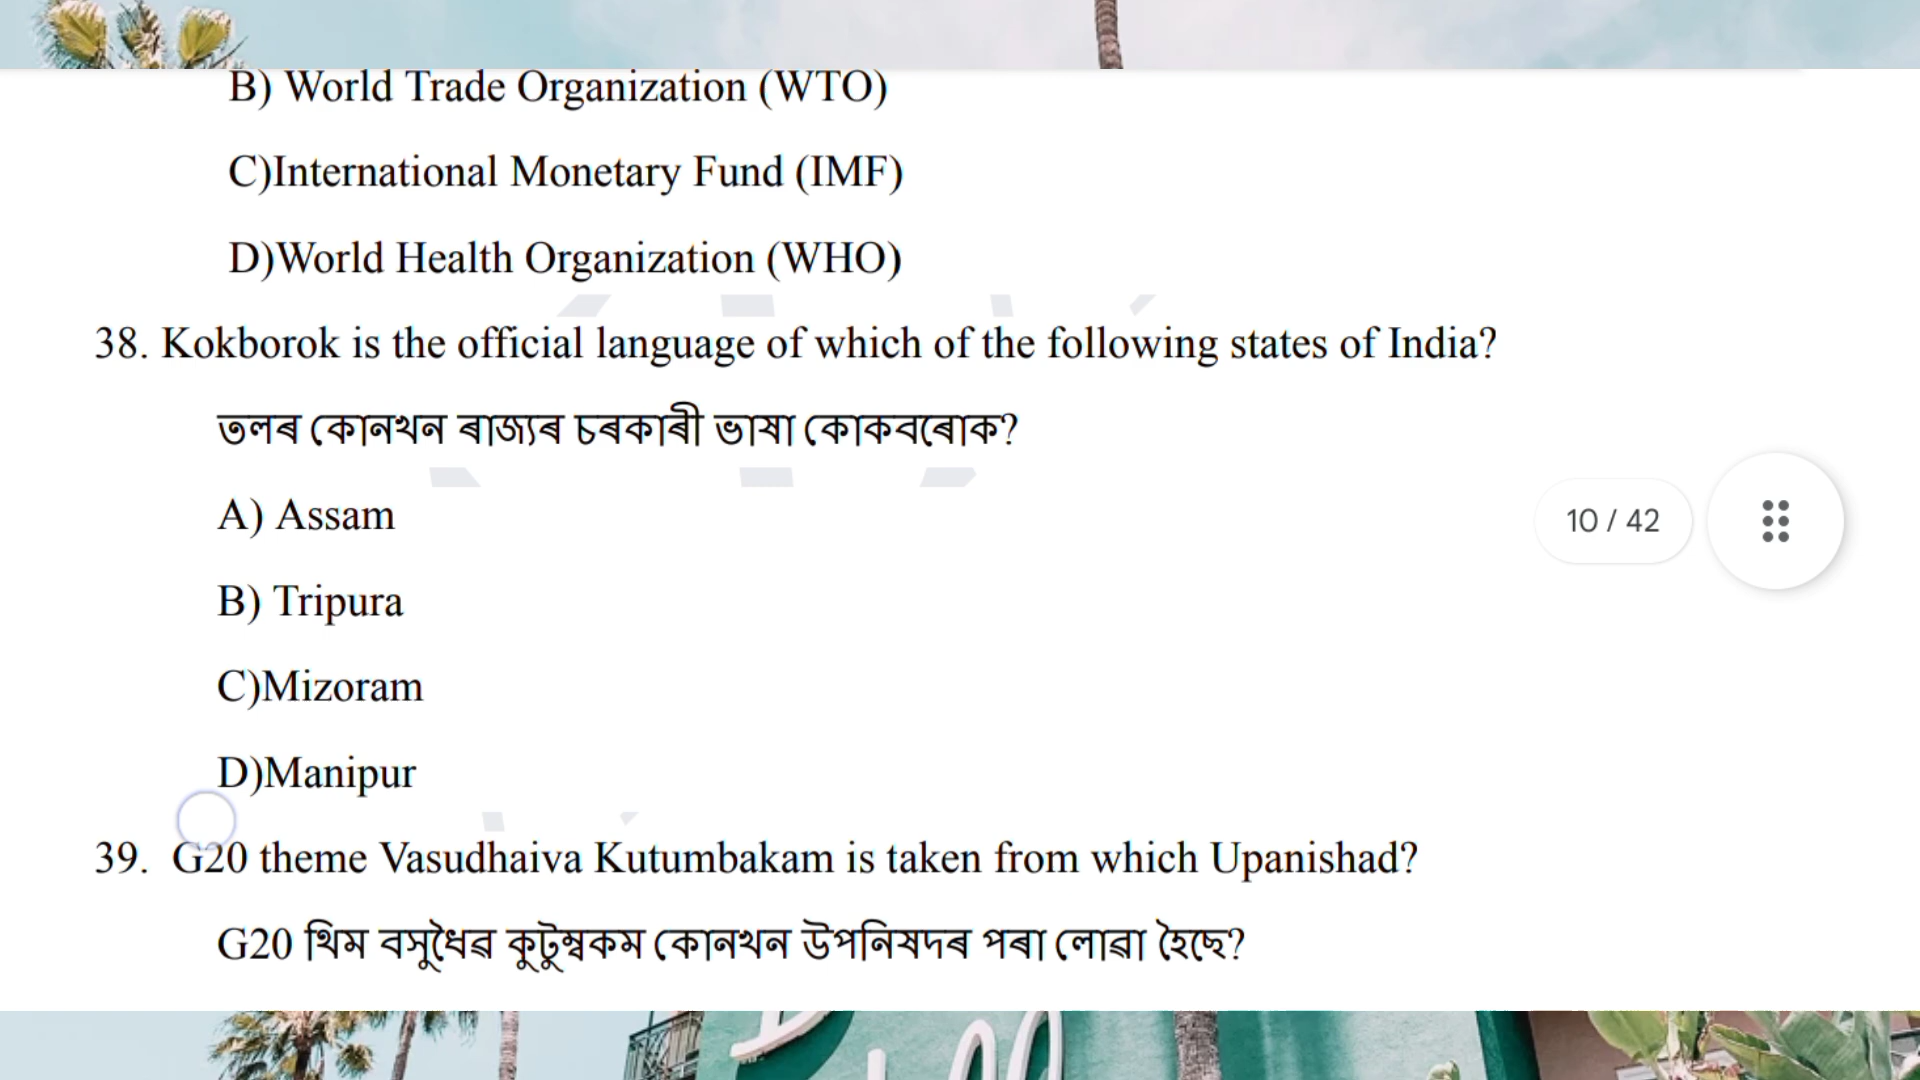 B) World Trade Organization (WTO)
C)International Monetary Fund (IMF)
D)World Health Organization (WHO)
38. Kokborok is the official language of which of the following states of India?
তলৰ কোনখন ৰাজ্যৰ চৰকাৰী ভাষা কোকবৰোক?
A) Assam
B) Tripura
10 / 42
C)Mizoram
D)Manipur
39. G20 theme Vasudhaiva Kutumbakam is taken from which Upanishad?
G20 থিম বসুধৈৱ কুটুম্বকম কোনখন উপনিষদৰ পৰা লোৱা হৈছে?